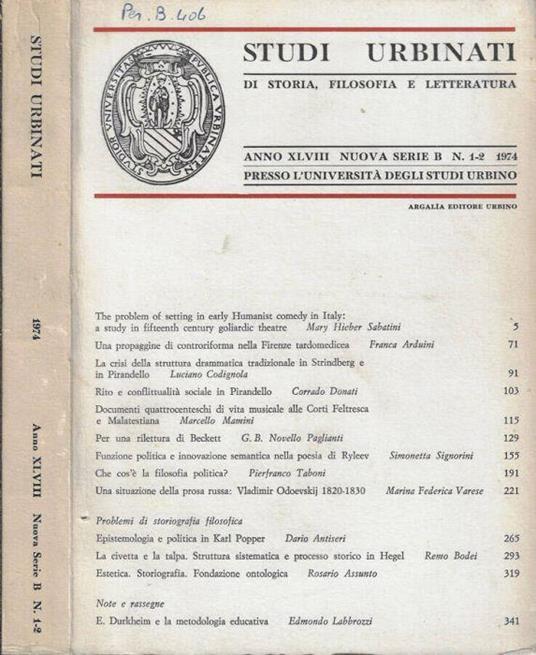 Per. B. 406
STUDI URBINATI
1974
Anno XLVIII Nuova Serie B N. 1-2
STUDI URBINATI
DI STORIA, FILOSOFIA E LETTERATURA
ANNO XLVIII NUOVA SERIE B N. 1-2 1974
PRESSO L'UNIVERSITÀ DEGLI STUDI URBINO
ARGALÌA EDITORE URBINO
The problem of setting in early Humanist comedy in Italy:
a study in fifteenth century goliardic theatre Mary Hieber Sabatini 5
Una propaggine di controriforma nella Firenze tardomedicea Franca Arduini 71
La crisi della struttura drammatica tradizionale in Strindberg e
in Pirandello Luciano Codignola 91
Rito e conflittualità sociale in Pirandello Corrado Donati 103
Documenti quattrocenteschi di vita musicale alle Corti Feltresca
e Malatestiana Marcello Mamini 115
Per una rilettura di Beckett G. B. Novello Paglianti 129
Funzione politica e innovazione semantica nella poesia di Ryleev Simonetta Signorini 155
Che cos'è la filosofia politica? Pierfranco Taboni 191
Una situazione della prosa russa: Vladimir Odoevskij 1820-1830 Marina Federica Varese 221
Problemi di storiografia filosofica
Epistemologia e politica in Karl Popper Dario Antiseri 265
La civetta e la talpa. Struttura sistematica e processo storico in Hegel Remo Bodei 293
Estetica. Storiografia. Fondazione ontologica Rosario Assunto 319
Note e rassegne
E. Durkheim e la metodologia educativa Edmondo Labbrozzi 341